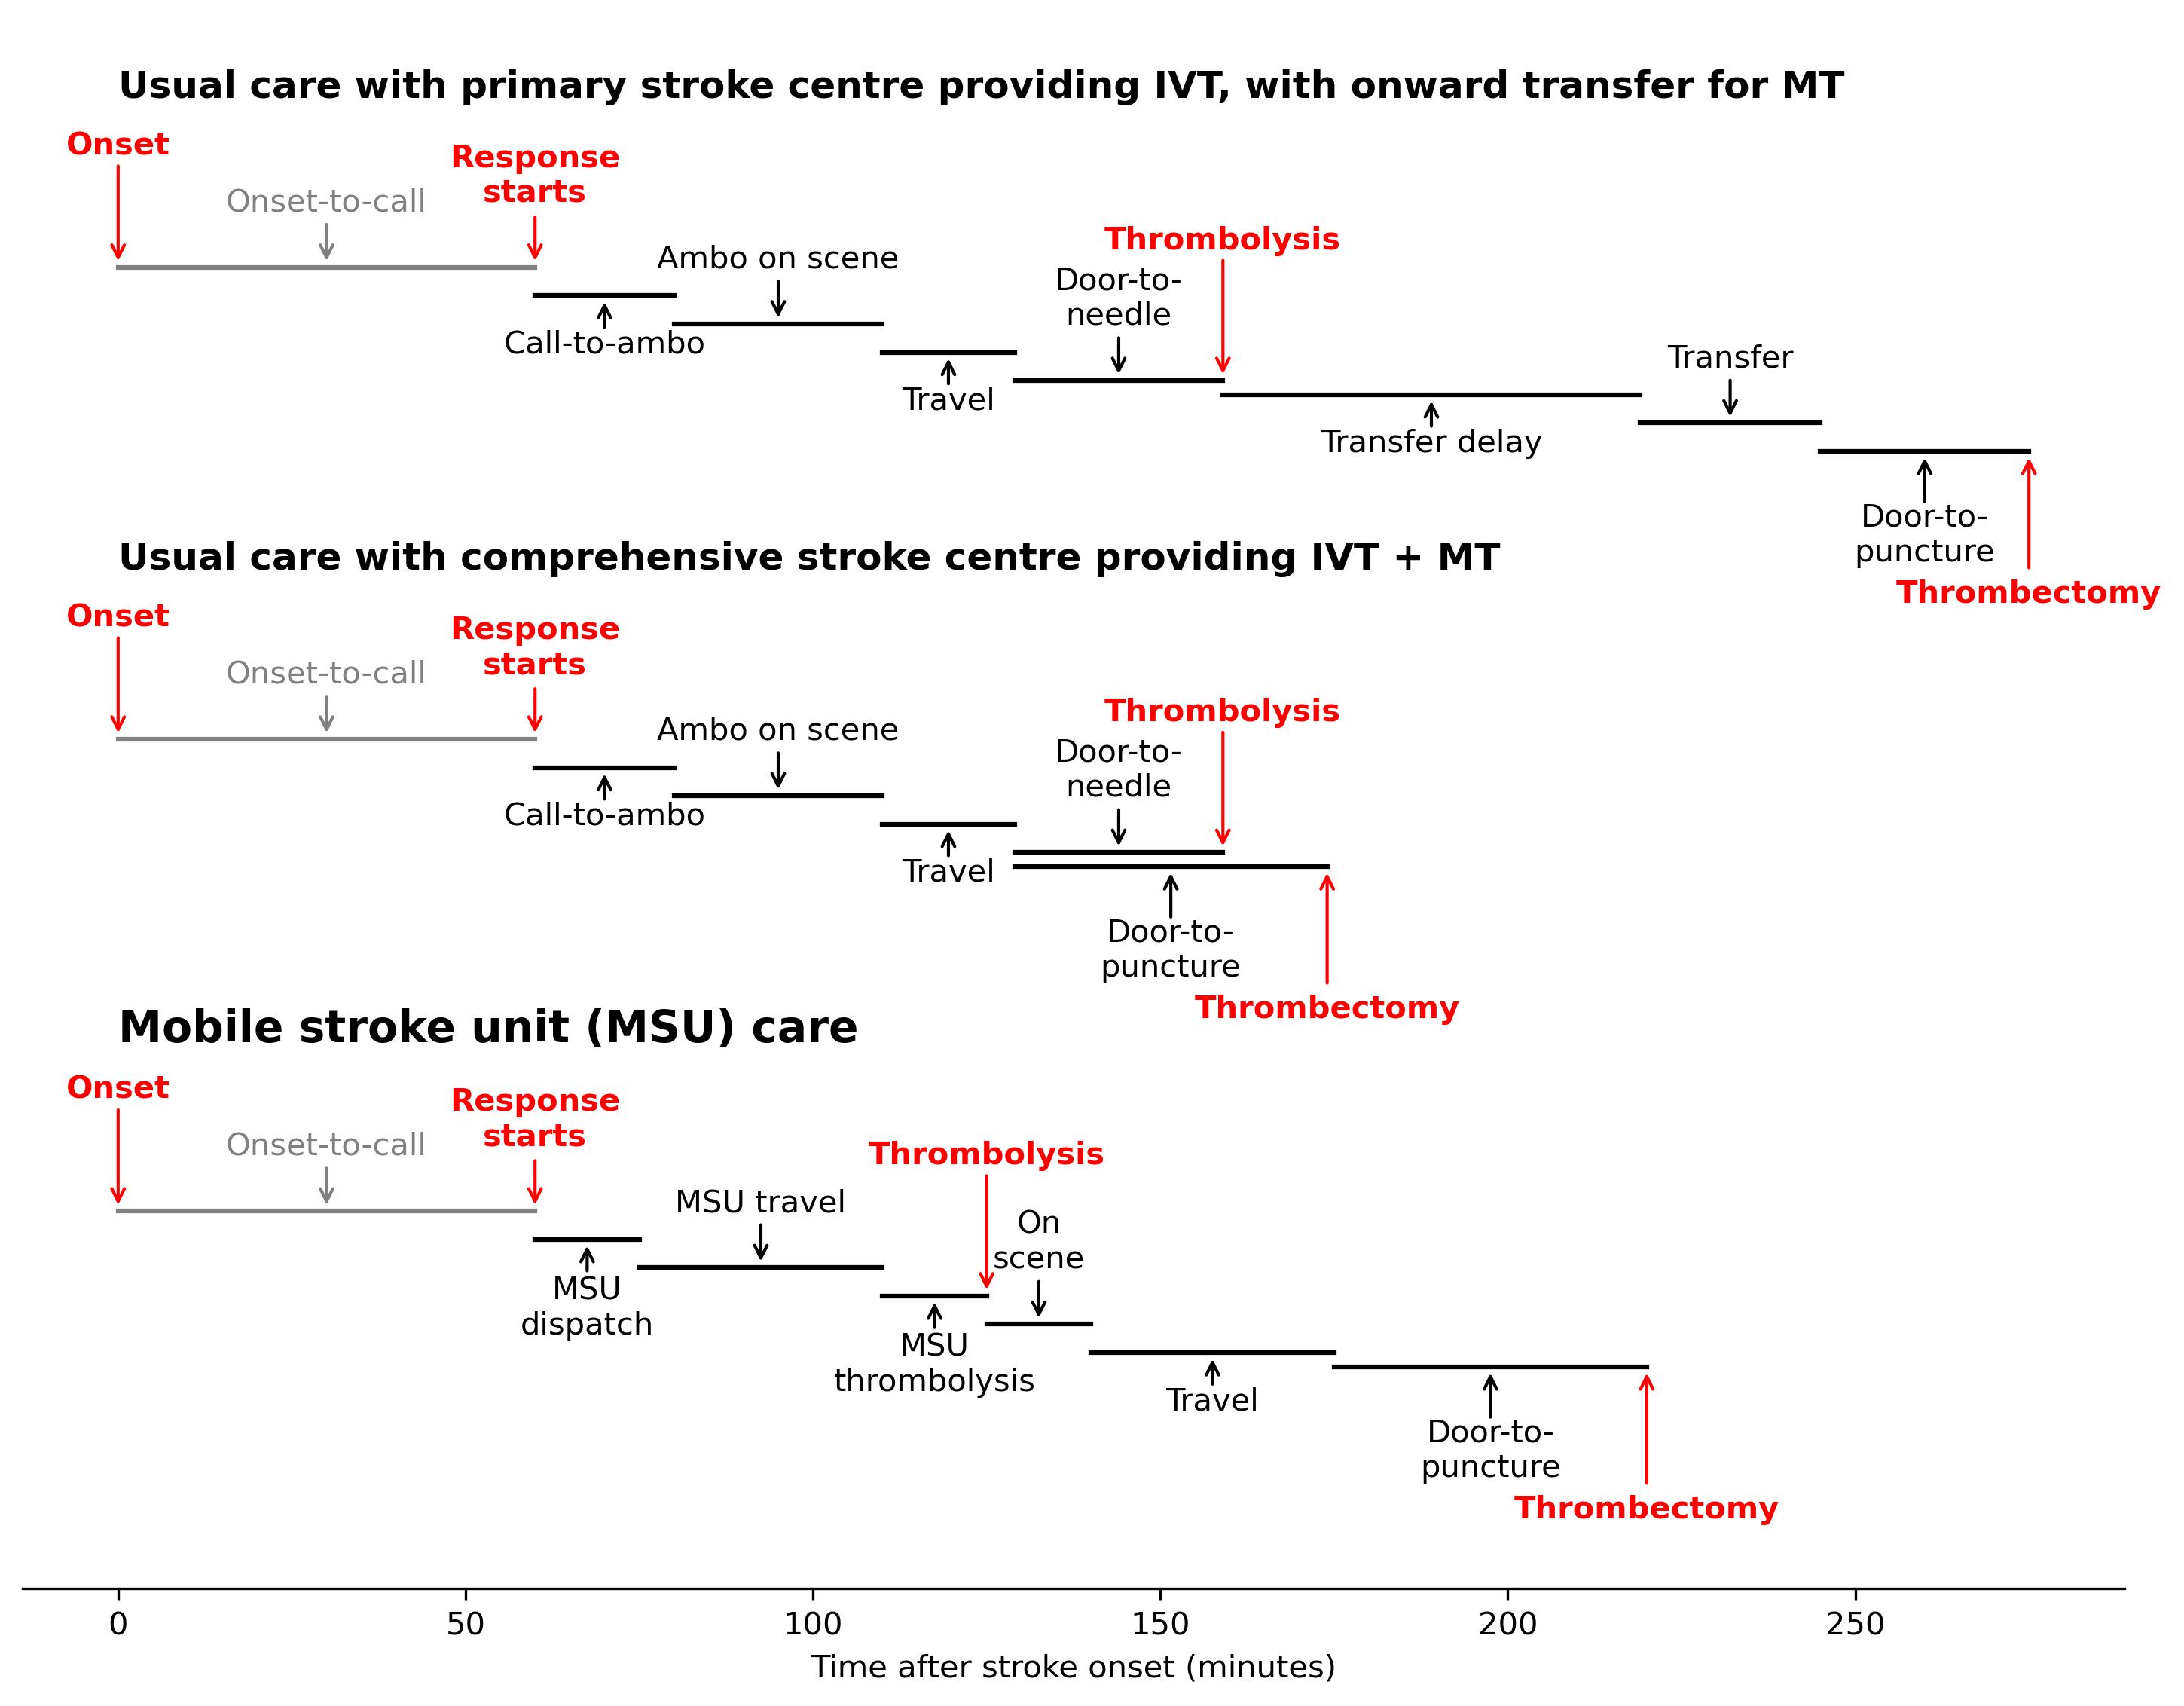 Usual care with primary stroke centre providing IVT, with onward transfer for MT
Onset
Response
starts
Onset-to-call
Thrombolysis
Ambo on scene
Door-to-
needle
Call-to-ambo
Transfer
Travel
Transfer delay
Door-to-
puncture
Thrombectomy
Usual care with comprehensive stroke centre providing IVT + MT
Onset
Response
starts
Onset-to-call
Thrombolysis
Ambo on scene
Door-to-
needle
Call-to-ambo
Travel
Door-to-
puncture
Thrombectomy
Mobile stroke unit (MSU) care
Onset
Response
starts
Onset-to-call
Thrombolysis
MSU travel
On
scene
MSU
dispatch
MSU
thrombolysis
Travel
Door-to-
puncture
Thrombectomy
0 50 100 150 200 250
Time after stroke onset (minutes)